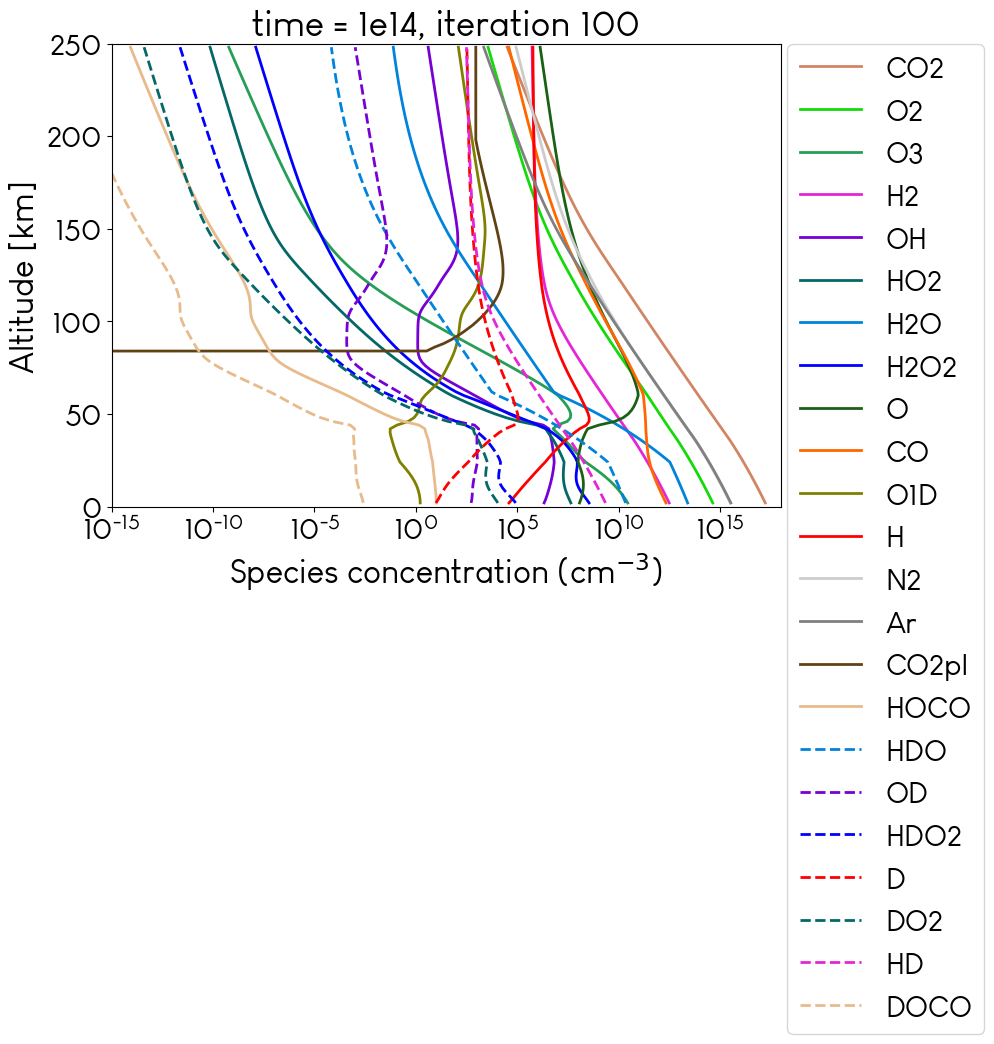 time = 1e14, iteration 100
Altitude [km]
250
200
150
100
50
0
10^{-15}
10^{-10}
10^{-5}
10^{0}
10^{5}
10^{10}
10^{15}
Species concentration (cm^{-3})
CO2
O2
O3
H2
OH
HO2
H2O
H2O2
O
CO
O1D
H
N2
Ar
CO2pl
HOCO
HDO
OD
HDO2
D
DO2
HD
DOCO